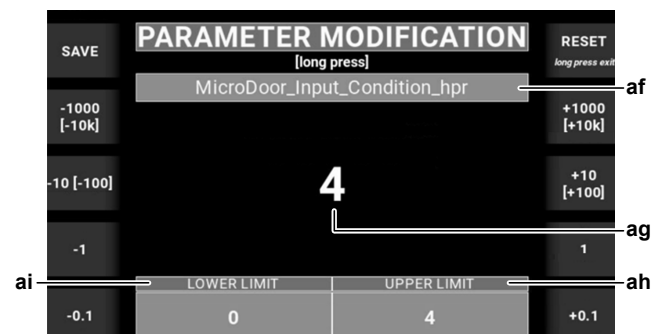 SAVE
PARAMETER MODIFICATION
RESET
[long press]
long press exit
MicroDoor_Input_Condition_hpr
af
-1000
[-10k]
+1000
[+10k]
-10 [-100]
4
+10
[+100]
ag
-1
1
ai
LOWER LIMIT
UPPER LIMIT
ah
-0.1
0
4
+0.1